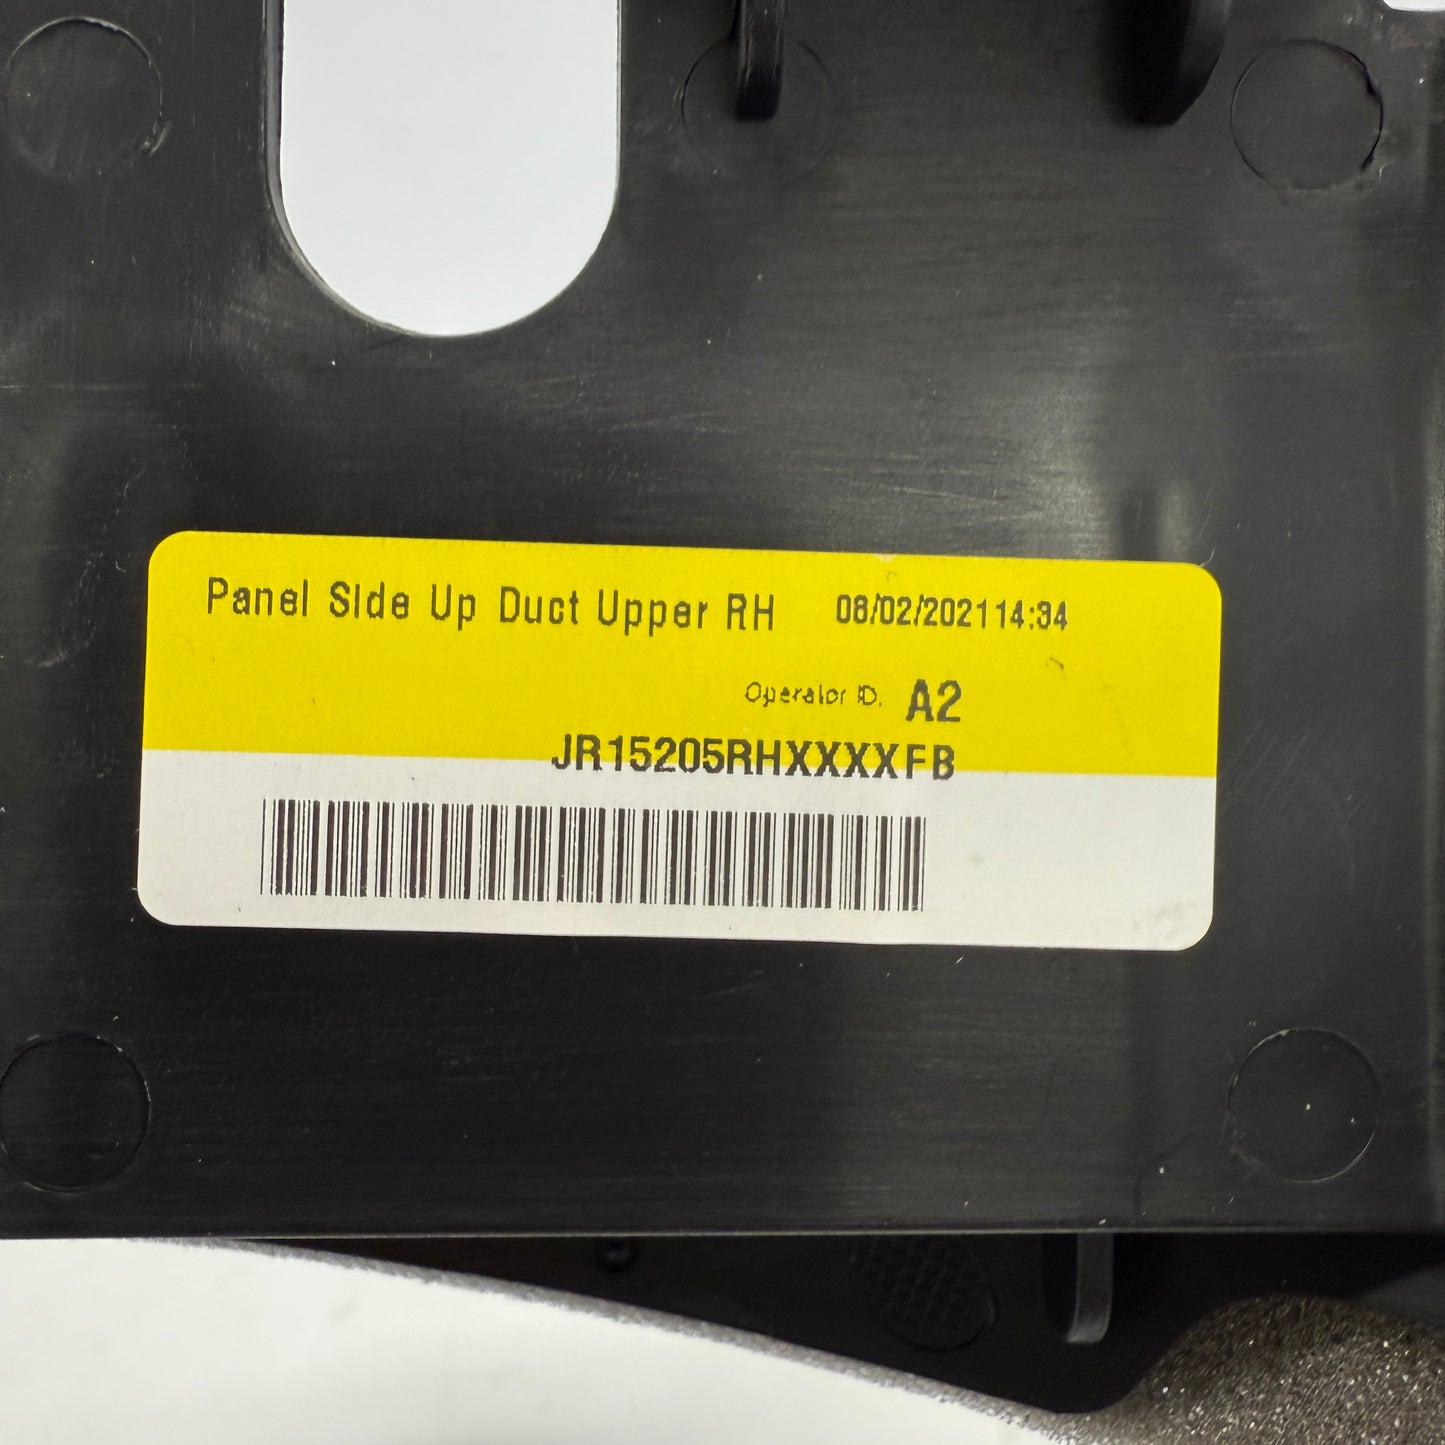 Panel Side Up Duct Upper RH 08/02/2021 14:34
Operator ID. A2
JR15205RHXXXXFB